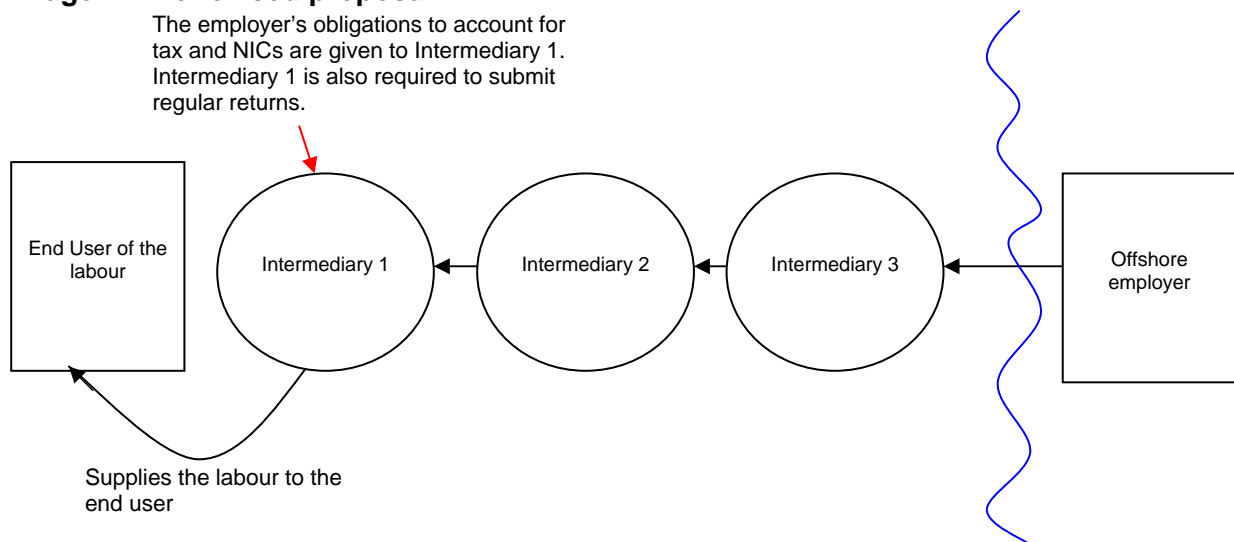 The employer's obligations to account for
tax and NICs are given to Intermediary 1.
Intermediary 1 is also required to submit
regular returns.
End User of the
labour
Intermediary 1
Intermediary 2
Intermediary 3
Offshore
employer
Supplies the labour to the
end user